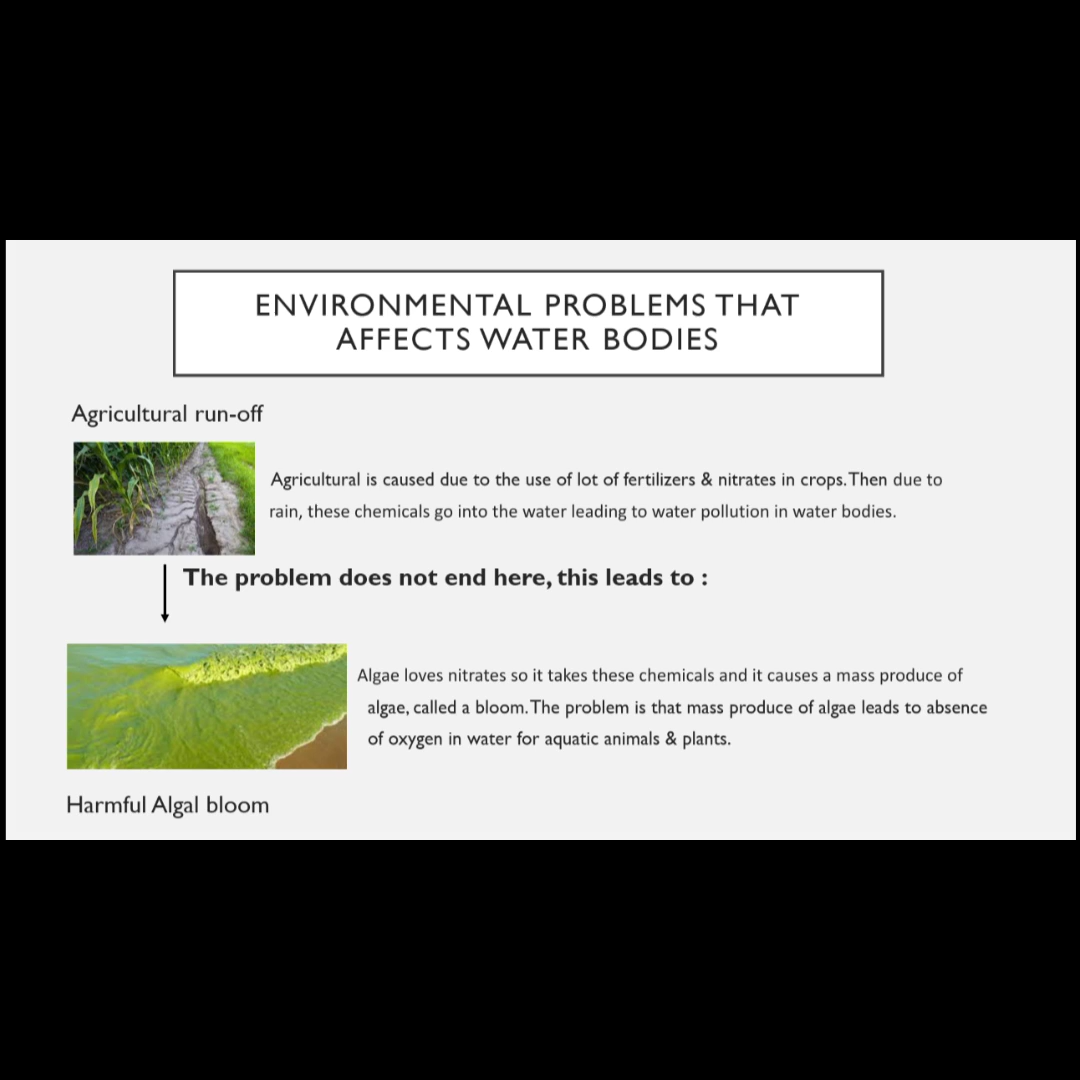 ENVIRONMENTAL PROBLEMS THAT
AFFECTS WATER BODIES
Agricultural run-off
Agricultural is caused due to the use of lot of fertilizers & nitrates in crops. Then due to
rain, these chemicals go into the water leading to water pollution in water bodies.
The problem does not end here, this leads to :
Algae loves nitrates so it takes these chemicals and it causes a mass produce of
algae, called a bloom. The problem is that mass produce of algae leads to absence
of oxygen in water for aquatic animals & plants.
Harmful Algal bloom